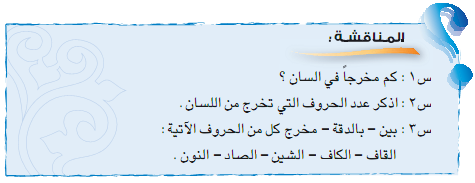 المناقشة :
س١ : كم مخرجاً في السان ؟
س٢ : اذكر عدد الحروف التي تخرج من اللسان .
س٣ : بين – بالدقة – مخرج كل من الحروف الآتية :
القاف – الكاف – الشين – الصاد – النون .